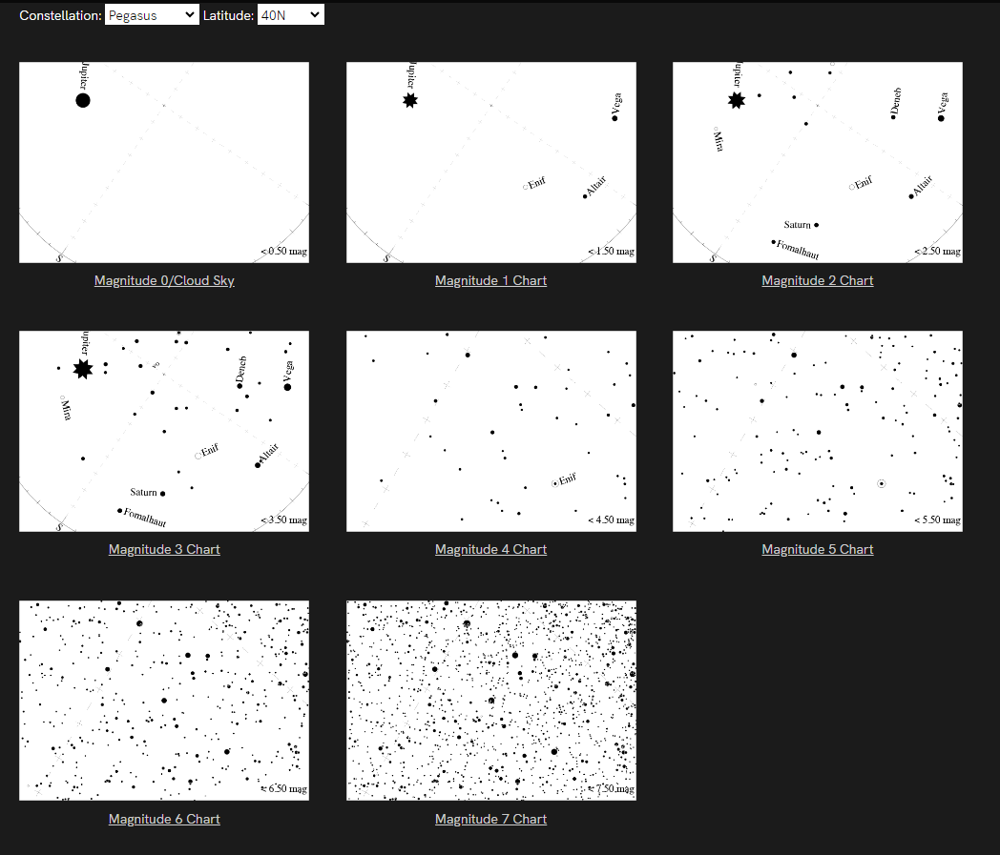 Constellation: Pegasus Latitude: 40N
Jupiter
S
< 0.50 mag
Magnitude 0/Cloud Sky
Jupiter
Vega
Enif
Altair
S
< 1.50 mag
Magnitude 1 Chart
Jupiter
Deneb
Vega
Mira
Enif
Altair
Saturn
Fomalhaut
S
< 2.50 mag
Magnitude 2 Chart
Jupiter
Deneb
Vega
Mira
Enif
Altair
Saturn
Fomalhaut
S
< 3.50 mag
Magnitude 3 Chart
Enif
< 4.50 mag
Magnitude 4 Chart
< 5.50 mag
Magnitude 5 Chart
< 6.50 mag
Magnitude 6 Chart
< 7.50 mag
Magnitude 7 Chart